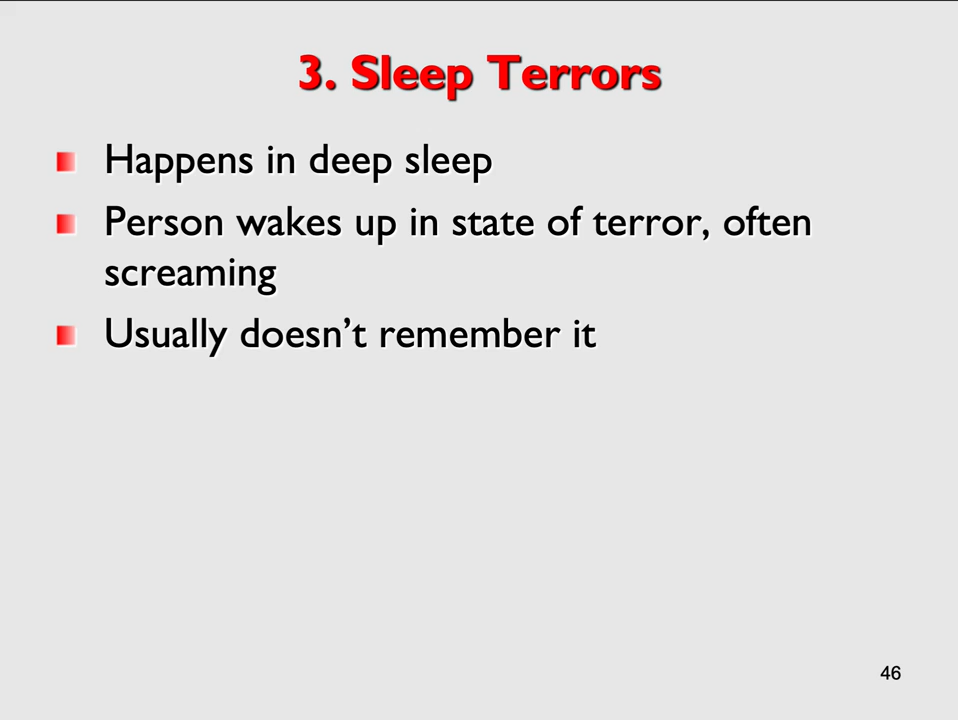 3. Sleep Terrors
Happens in deep sleep
Person wakes up in state of terror, often
screaming
Usually doesn’t remember it
46